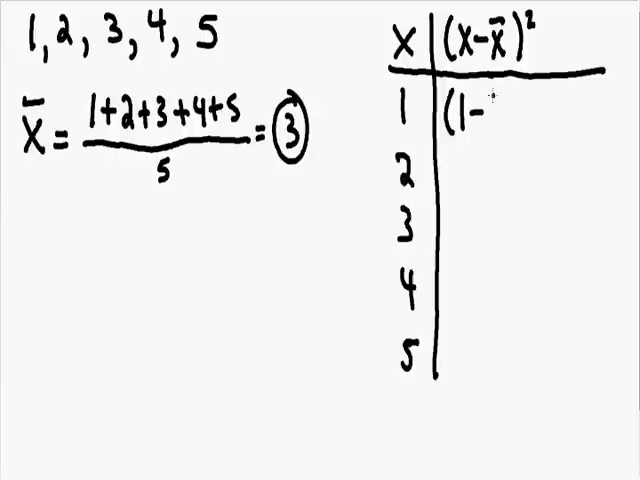 1, 2, 3, 4, 5
x̄ = 1+2+3+4+5 / 5 = 3
x (x-x̄)²
1 (1-
2
3
4
5